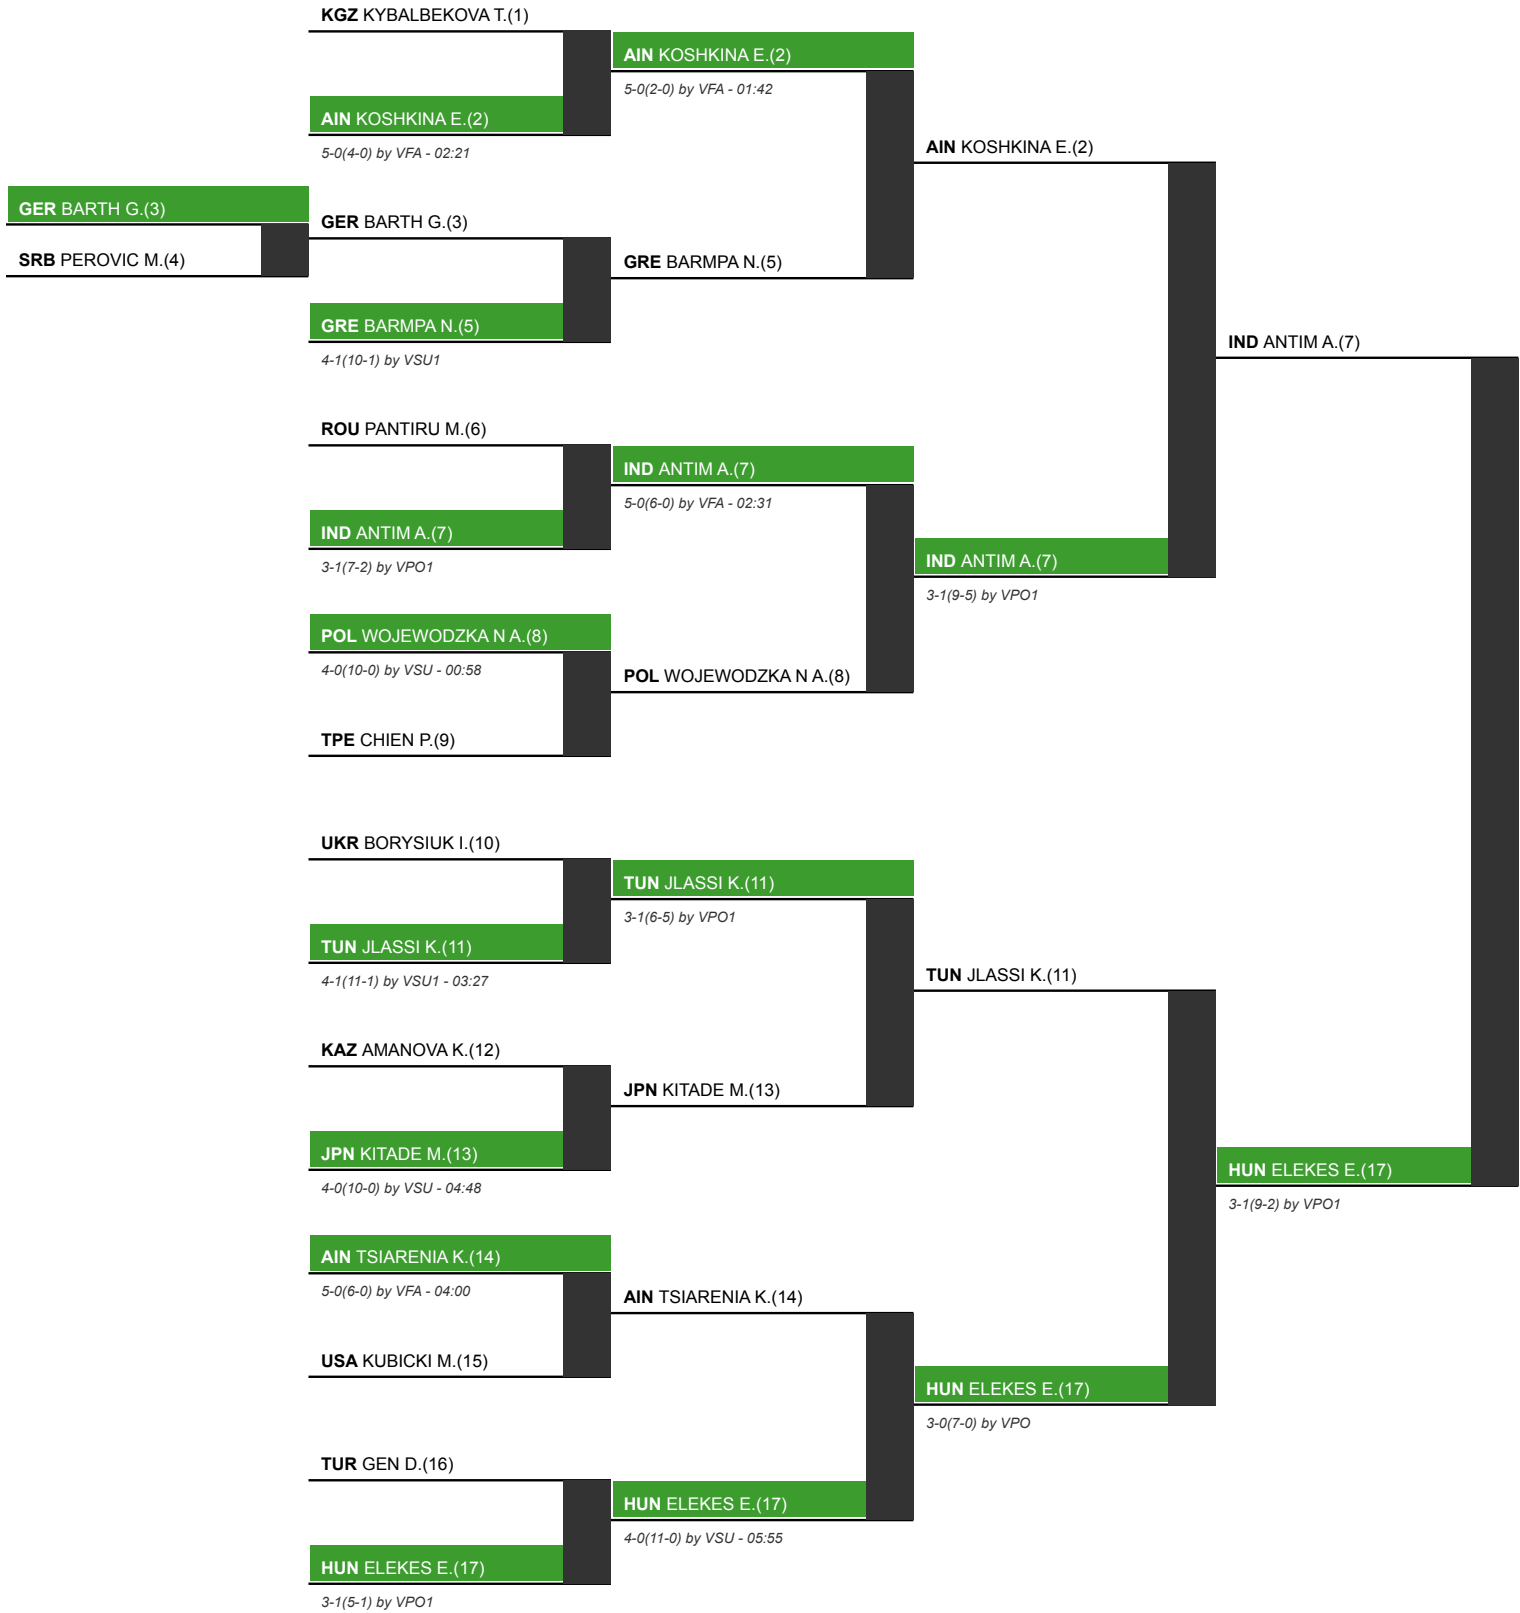 KGZ KYBALBEKOVA T.(1)
AIN KOSHKINA E.(2)
5-0(4-0) by VFA - 02:21
GER BARTH G.(3)
SRB PEROVIC M.(4)
GER BARTH G.(3)
GRE BARMPA N.(5)
4-1(10-1) by VSU1
ROU PANTIRU M.(6)
IND ANTIM A.(7)
3-1(7-2) by VPO1
POL WOJEWODZKA N A.(8)
4-0(10-0) by VSU - 00:58
TPE CHIEN P.(9)
UKR BORYSIUK I.(10)
TUN JLASSI K.(11)
4-1(11-1) by VSU1 - 03:27
KAZ AMANOVA K.(12)
JPN KITADE M.(13)
4-0(10-0) by VSU - 04:48
AIN TSIARENIA K.(14)
5-0(6-0) by VFA - 04:00
USA KUBICKI M.(15)
TUR GEN D.(16)
HUN ELEKES E.(17)
3-1(5-1) by VPO1
AIN KOSHKINA E.(2)
5-0(2-0) by VFA - 01:42
GRE BARMPA N.(5)
IND ANTIM A.(7)
5-0(6-0) by VFA - 02:31
POL WOJEWODZKA N A.(8)
TUN JLASSI K.(11)
3-1(6-5) by VPO1
JPN KITADE M.(13)
AIN TSIARENIA K.(14)
HUN ELEKES E.(17)
4-0(11-0) by VSU - 05:55
AIN KOSHKINA E.(2)
IND ANTIM A.(7)
3-1(9-5) by VPO1
TUN JLASSI K.(11)
HUN ELEKES E.(17)
3-0(7-0) by VPO
IND ANTIM A.(7)
HUN ELEKES E.(17)
3-1(9-2) by VPO1